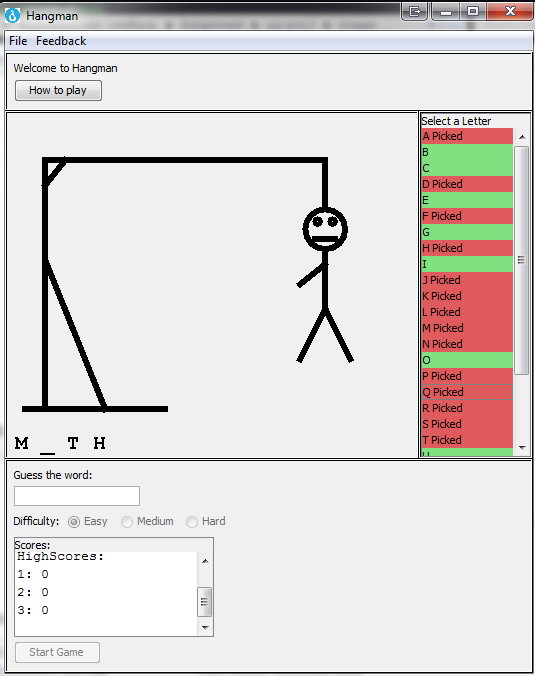 Hangman
File Feedback
Welcome to Hangman
How to play
Select a Letter
A Picked
B
C
D Picked
E
F Picked
G
H Picked
I
J Picked
K Picked
L Picked
M Picked
N Picked
O
P Picked
Q Picked
R Picked
S Picked
T Picked
M _ T H
Guess the word:
Difficulty: Easy Medium Hard
Scores:
HighScores:
1: 0
2: 0
3: 0
Start Game